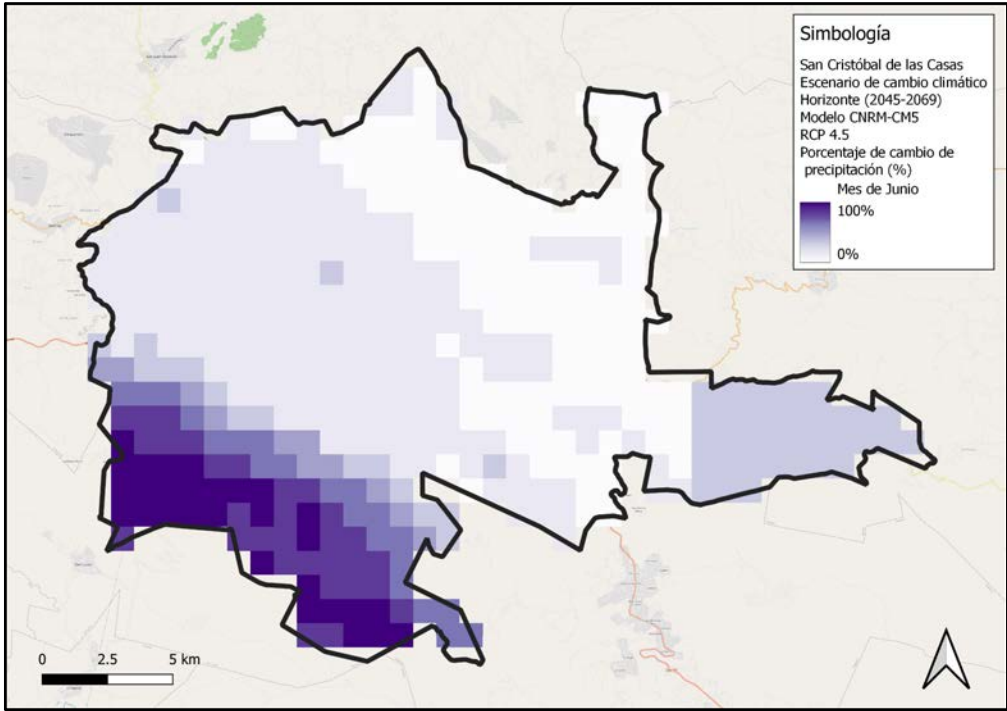 Simbología
San Cristóbal de las Casas
Escenario de cambio climático
Horizonte (2045-2069)
Modelo CNRM-CM5
RCP 4.5
Porcentaje de cambio de
precipitación (%)
Mes de Junio
100%
0%
0 2.5 5 km